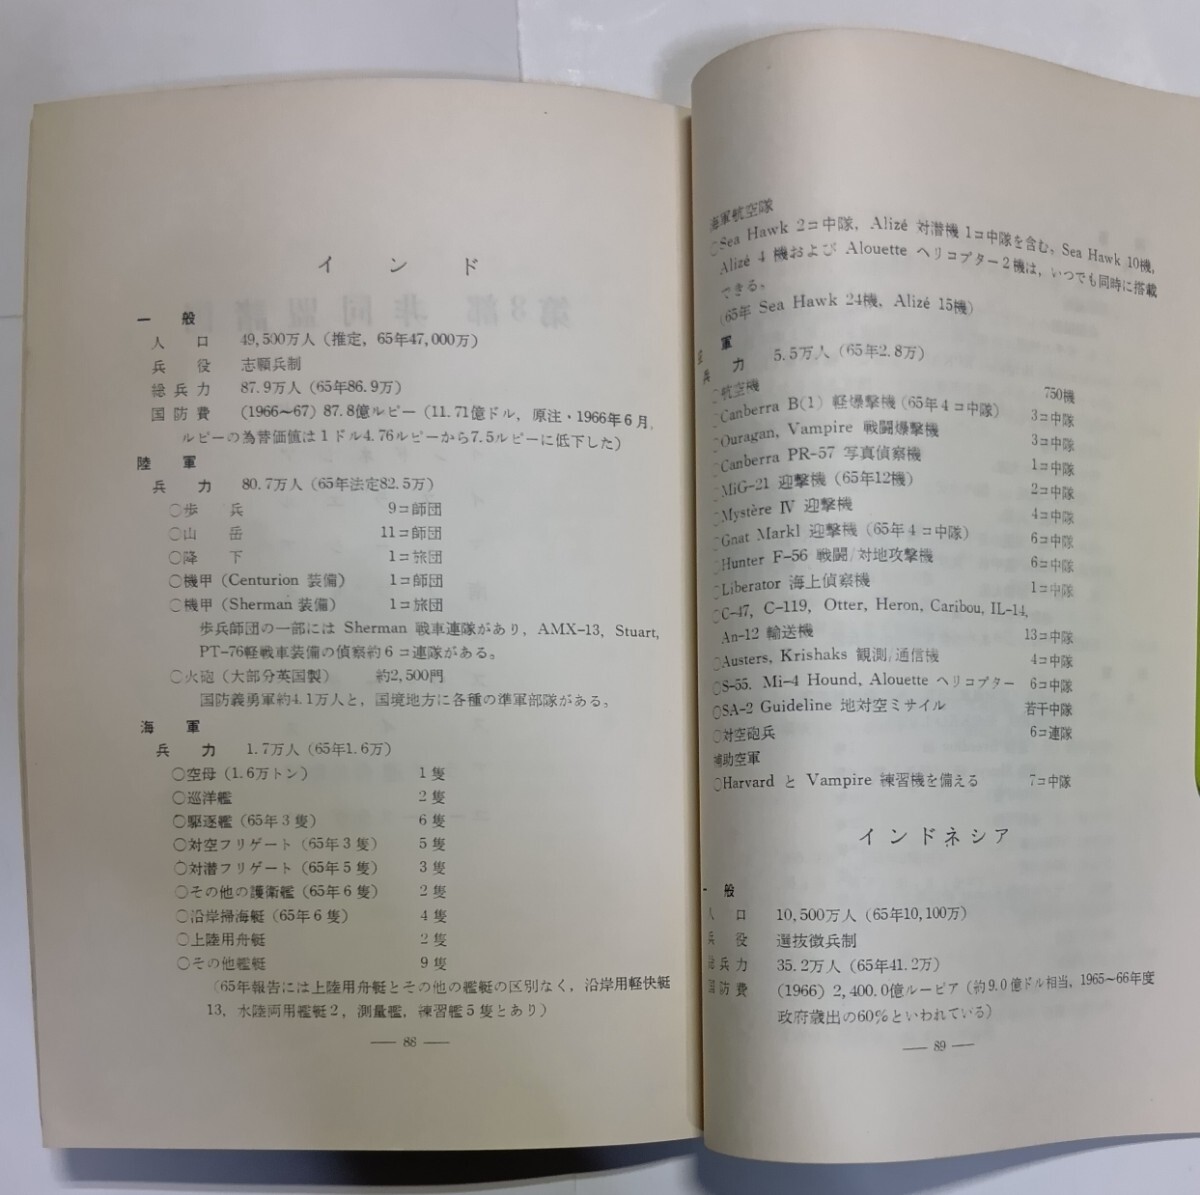 インド
一般
人口 49,500万人（推定，65年47,000万）
兵役 志願兵制
総兵力 87.9万人（65年86.9万）
国防費 (1966〜67) 87.8億ルピー（11.71億ドル，原注・1966年6月，
ルピーの為替価値は1ドル4.76ルピーから7.5ルピーに低下した）
陸軍
兵力 80.7万人（65年法定82.5万）
○歩兵 9コ師団
○山岳 11コ師団
○降下 1コ旅団
○機甲（Centurion 装備） 1コ師団
○機甲（Sherman 装備） 1コ旅団
歩兵師団の一部には Sherman 戦車連隊があり，AMX-13, Stuart,
PT-76軽戦車装備の偵察約6コ連隊がある。
○火砲（大部分英国製） 約2,500門
国防義勇軍約4.1万人と，国境地方に各種の準軍部隊がある。
海軍
兵力 1.7万人（65年1.6万）
○空母（1.6万トン） 1隻
○巡洋艦 2隻
○駆逐艦（65年3隻） 6隻
○対空フリゲート（65年3隻） 5隻
○対潜フリゲート（65年5隻） 3隻
○その他の護衛艦（65年6隻） 2隻
○沿岸掃海艇（65年6隻） 4隻
○上陸用舟艇 2隻
○その他艦艇 9隻
（65年報告には上陸用舟艇とその他の艦艇の区別なく，沿岸用軽快艇
13，水陸両用艦艇2，測量艦，練習艦5隻とあり）
— 88 —
海軍航空隊
○Sea Hawk 2コ中隊，Alizé 対潜機1コ中隊を含む。Sea Hawk 10機，
Alizé 4機および Alouette ヘリコプター2機は，いつでも同時に搭載
できる。
（65年 Sea Hawk 24機，Alizé 15機）
空軍
兵力 5.5万人（65年2.8万）
○航空機 750機
○Canberra B(1) 軽爆撃機（65年4コ中隊） 3コ中隊
○Ouragan, Vampire 戦闘爆撃機 3コ中隊
○Canberra PR-57 写真偵察機 1コ中隊
○MiG-21 迎撃機（65年12機） 2コ中隊
○Mystère Ⅳ 迎撃機 4コ中隊
○Gnat MarkI 迎撃機（65年4コ中隊） 6コ中隊
○Hunter F-56 戦闘/対地攻撃機 6コ中隊
○Liberator 海上偵察機 1コ中隊
○C-47, C-119, Otter, Heron, Caribou, IL-14,
An-12 輸送機 13コ中隊
○Austers, Krishaks 観測/通信機 4コ中隊
○S-55. Mi-4 Hound, Alouette ヘリコプター 6コ中隊
○SA-2 Guideline 地対空ミサイル 若干中隊
○対空砲兵 6コ連隊
補助空軍
○Harvard と Vampire 練習機を備える 7コ中隊
インドネシア
一般
人口 10,500万人（65年10,100万）
兵役 選抜徴兵制
総兵力 35.2万人（65年41.2万）
国防費 (1966) 2,400.0億ルーピア（約9.0億ドル相当，1965〜66年度
政府歳出の60%といわれている）
— 89 —